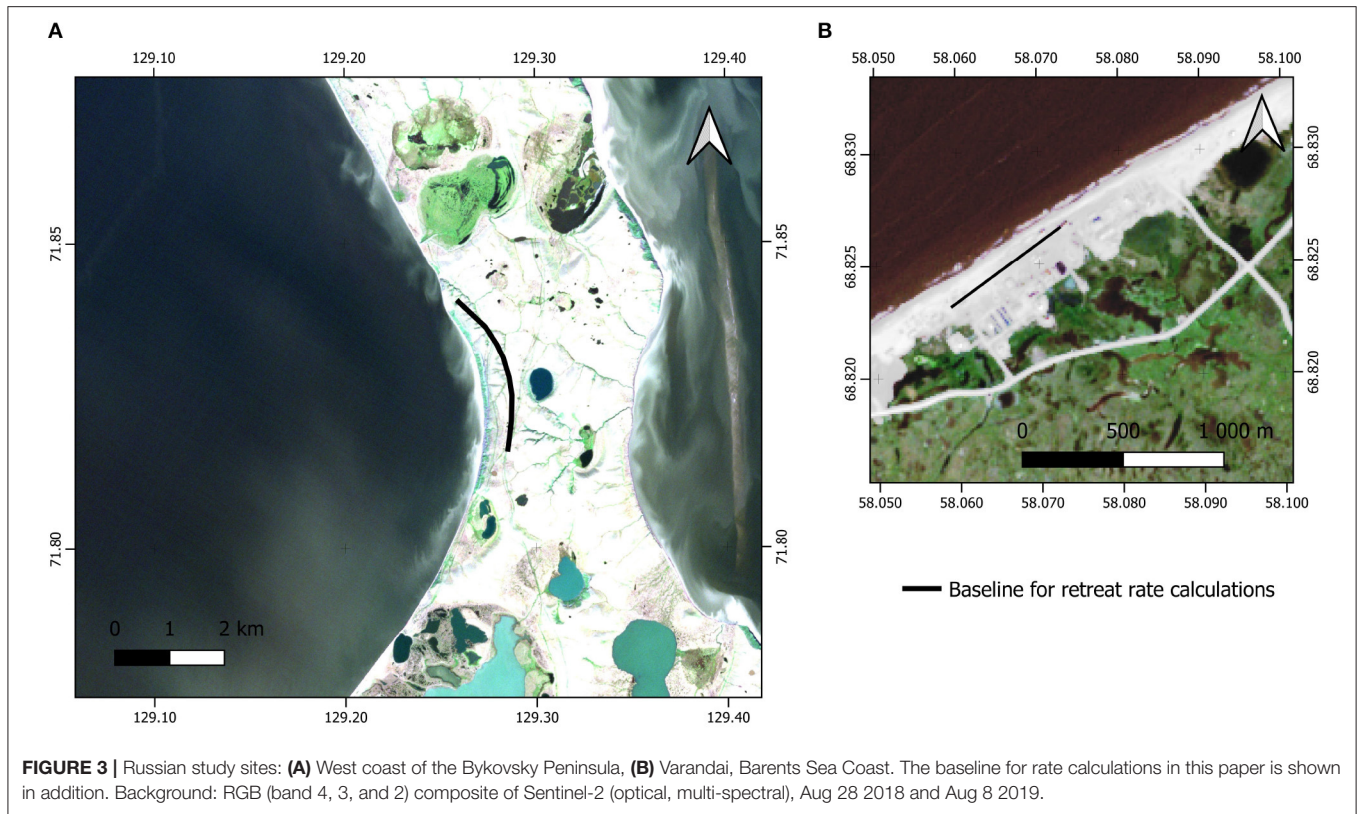 A
129.10 129.20 129.30 129.40
71.85 71.85
71.80 71.80
0 1 2 km
129.10 129.20 129.30 129.40
B
58.050 58.060 58.070 58.080 58.090 58.100
68.830 68.830
68.825 68.825
68.820 68.820
0 500 1 000 m
58.050 58.060 58.070 58.080 58.090 58.100
Baseline for retreat rate calculations
FIGURE 3 | Russian study sites: (A) West coast of the Bykovsky Peninsula, (B) Varandai, Barents Sea Coast. The baseline for rate calculations in this paper is shown
in addition. Background: RGB (band 4, 3, and 2) composite of Sentinel-2 (optical, multi-spectral), Aug 28 2018 and Aug 8 2019.